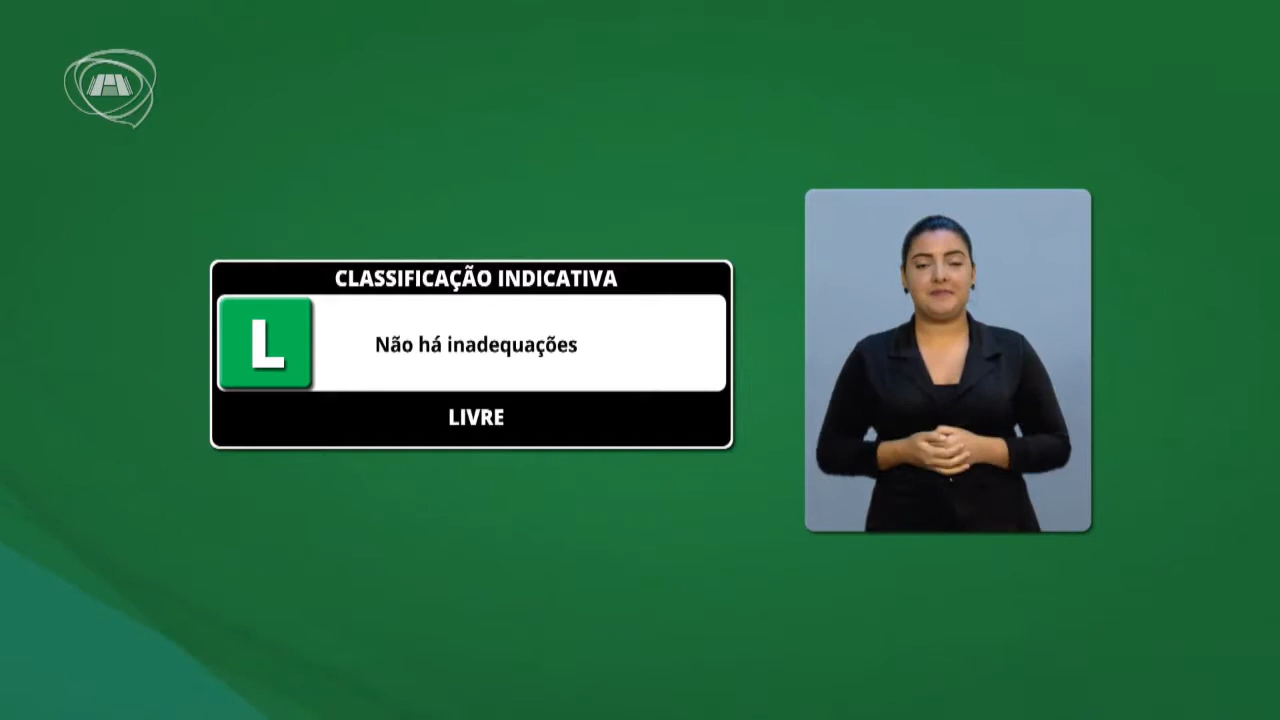 CLASSIFICAÇÃO INDICATIVA
L
Não há inadequações
LIVRE